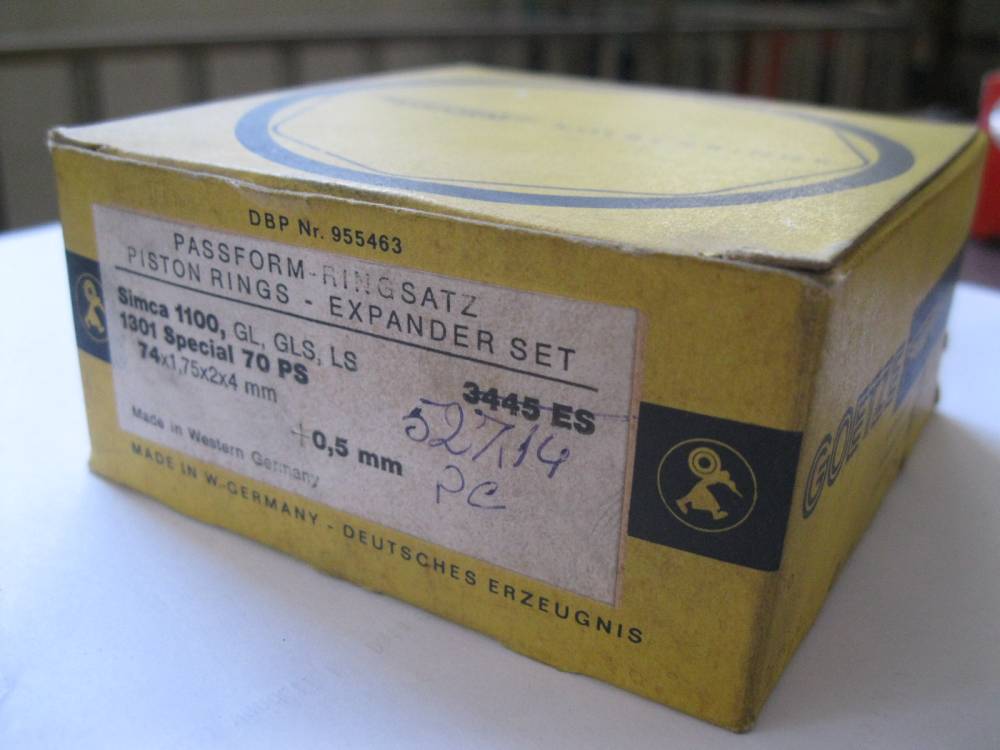 DBP Nr. 955463
PASSFORM-RINGSATZ
PISTON RINGS - EXPANDER SET
Simca 1100, GL, GLS, LS
1301 Special 70 PS
74x1,75x2x4 mm
3445 ES
52714
PC
+0,5 mm
Made in Western Germany
MADE IN W.-GERMANY - DEUTSCHES ERZEUGNIS
GOETZE